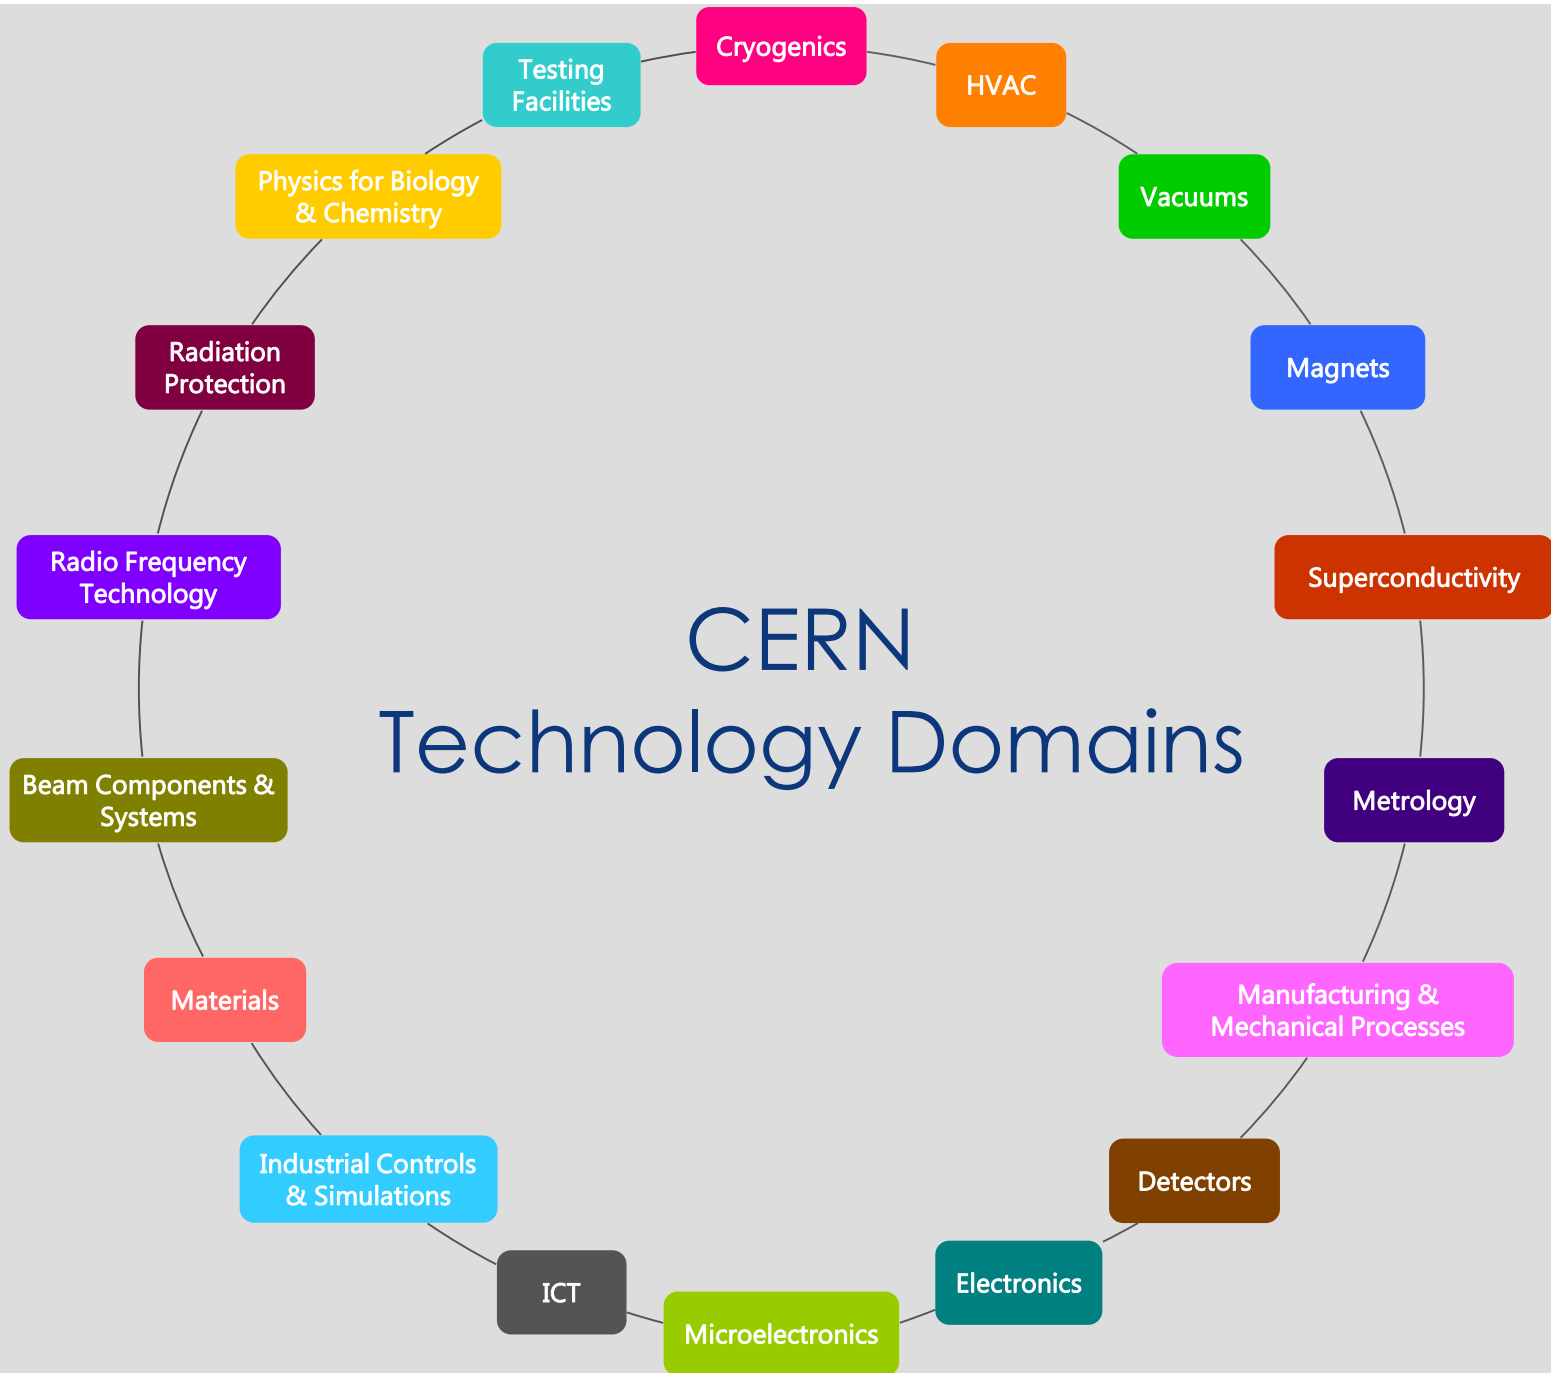 Cryogenics
HVAC
Vacuums
Magnets
Superconductivity
Metrology
Manufacturing &
Mechanical Processes
Detectors
Electronics
Microelectronics
ICT
Industrial Controls
& Simulations
Materials
Beam Components &
Systems
Radio Frequency
Technology
Radiation
Protection
Physics for Biology
& Chemistry
Testing
Facilities
CERN
Technology Domains